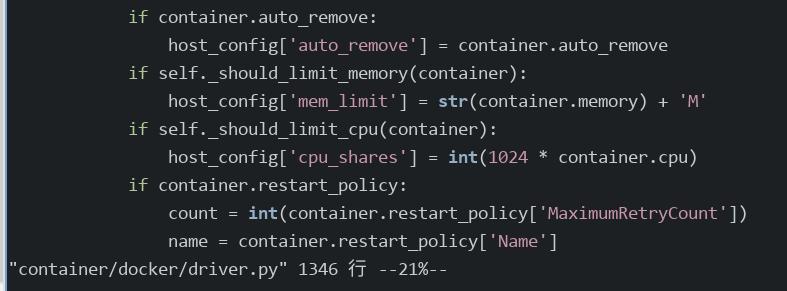 if container.auto_remove:
host_config['auto_remove'] = container.auto_remove
if self._should_limit_memory(container):
host_config['mem_limit'] = str(container.memory) + 'M'
if self._should_limit_cpu(container):
host_config['cpu_shares'] = int(1024 * container.cpu)
if container.restart_policy:
count = int(container.restart_policy['MaximumRetryCount'])
name = container.restart_policy['Name']
"container/docker/driver.py" 1346 行 --21%--